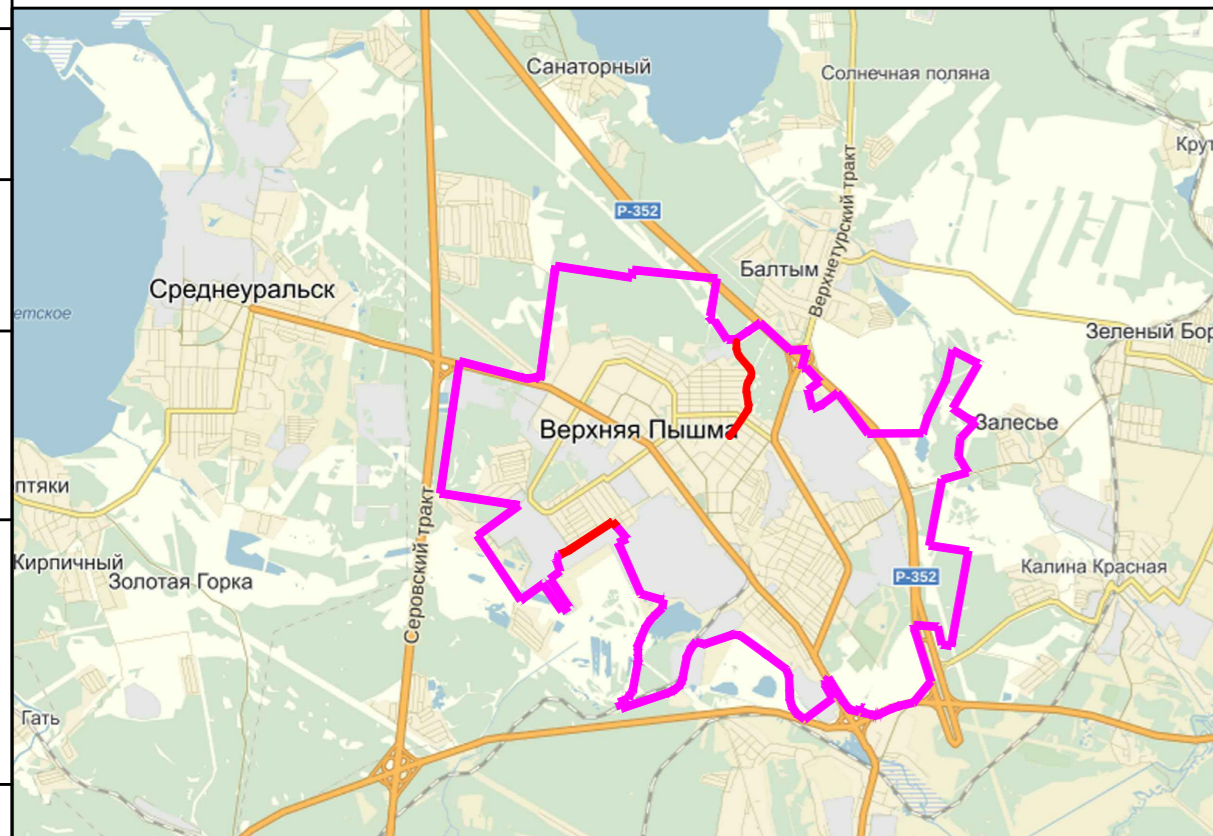 Санаторный
Солнечная поляна
Крут
Верхнетурский тракт
Р-352
Балтым
Среднеуральск
етское
Зеленый Бор
Верхняя Пышма
Залесье
птяки
Серовский тракт
Кирпичный
Золотая Горка
Р-352
Калина Красная
Гать